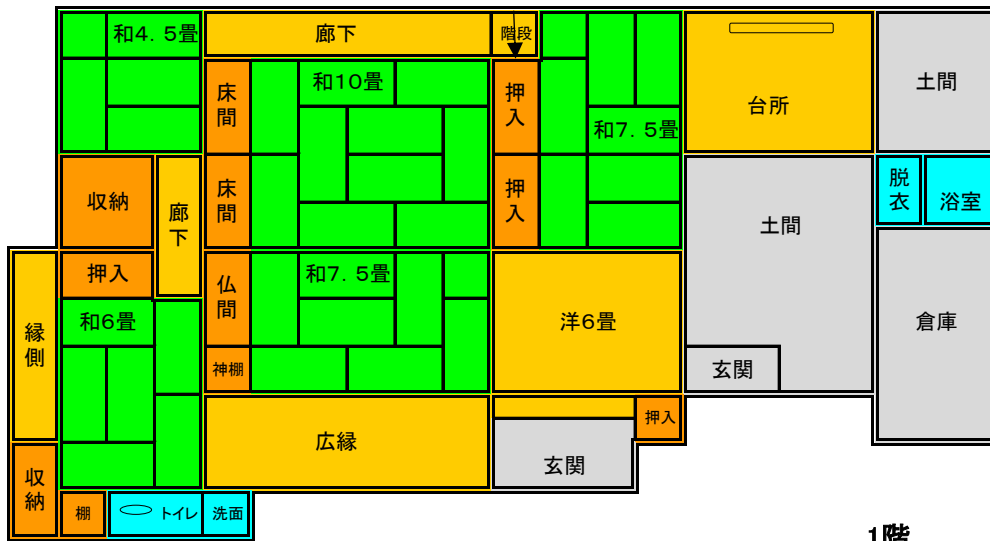 和4．5畳
廊下
階段
土間
床間
和10畳
押入
台所
和7．5畳
収納
廊下
床間
押入
土間
脱衣
浴室
押入
仏間
和7．5畳
洋6畳
倉庫
縁側
和6畳
神棚
玄関
広縁
押入
玄関
収納
棚
トイレ
洗面
1階